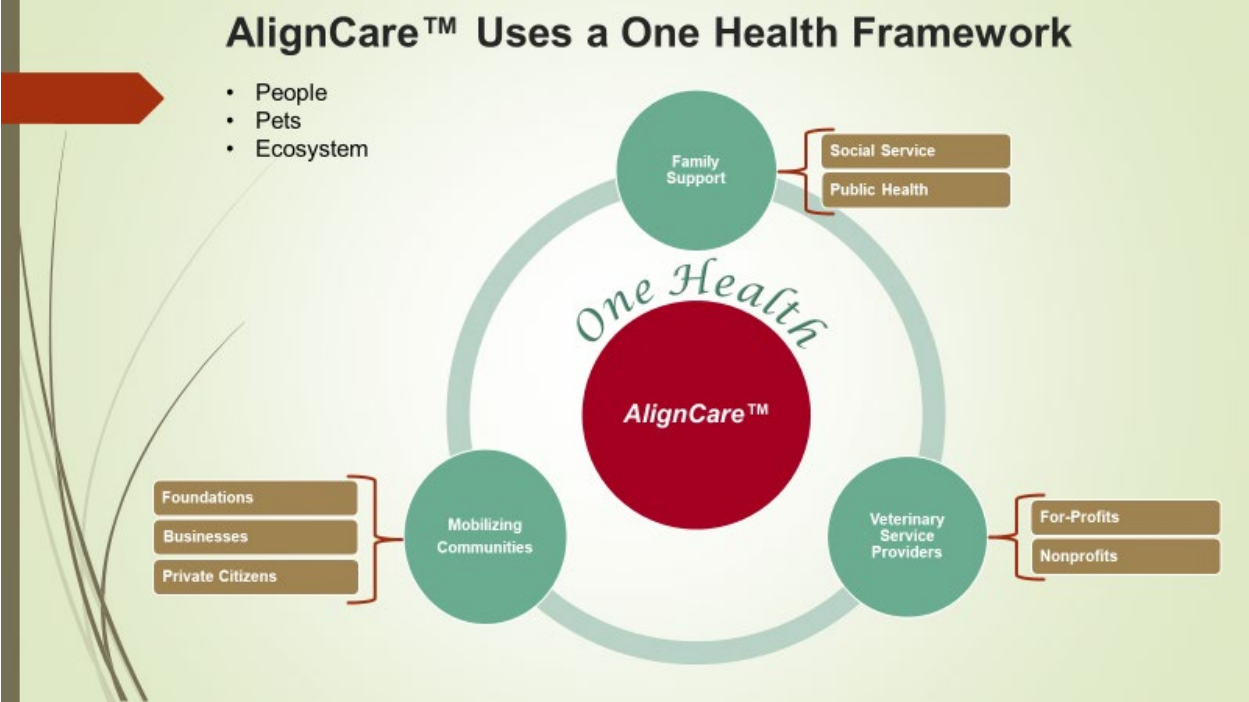 AlignCare™ Uses a One Health Framework
• People
• Pets
• Ecosystem
Family
Support
Social Service
Public Health
One Health
AlignCare™
Foundations
Businesses
Private Citizens
Mobilizing
Communities
Veterinary
Service
Providers
For-Profits
Nonprofits